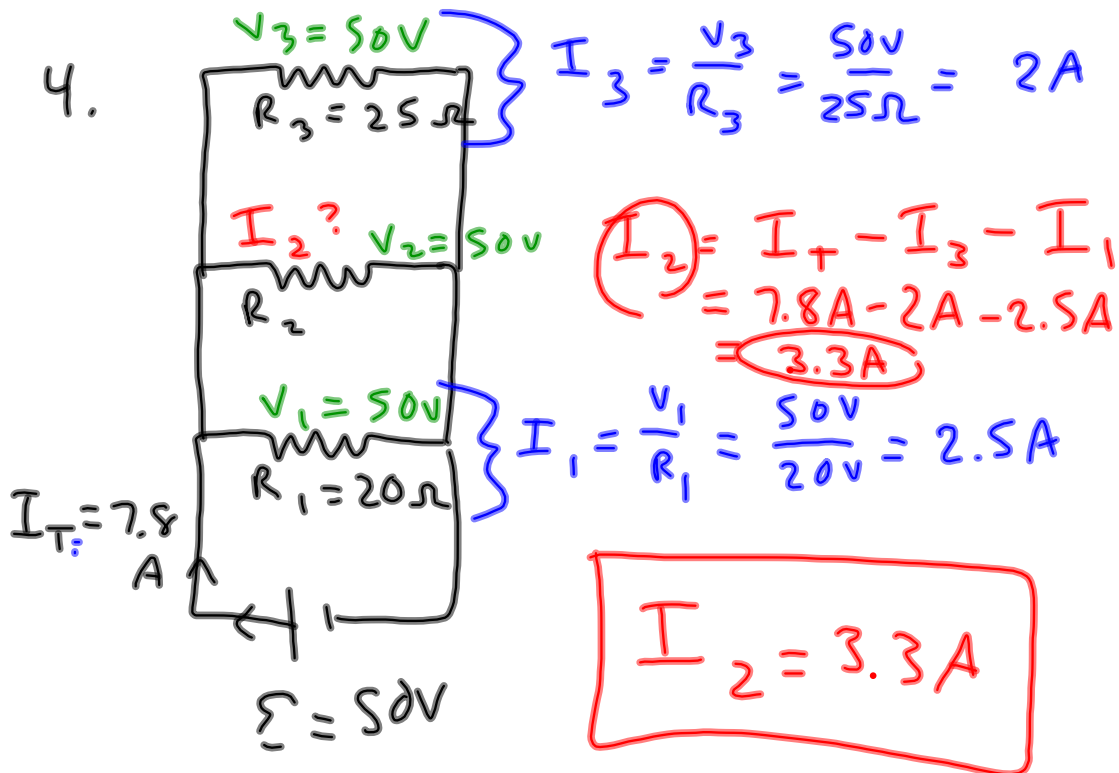 4.
V₃ = 50V
R₃ = 25Ω
I₃ = V₃/R₃ = 50V/25Ω = 2A
I₂?
V₂ = 50V
R₂
I₂ = I_T - I₃ - I₁
= 7.8A - 2A - 2.5A
= 3.3A
V₁ = 50V
R₁ = 20Ω
I₁ = V₁/R₁ = 50V/20V = 2.5A
I_T = 7.8
A
ℰ = 50V
I₂ = 3.3A